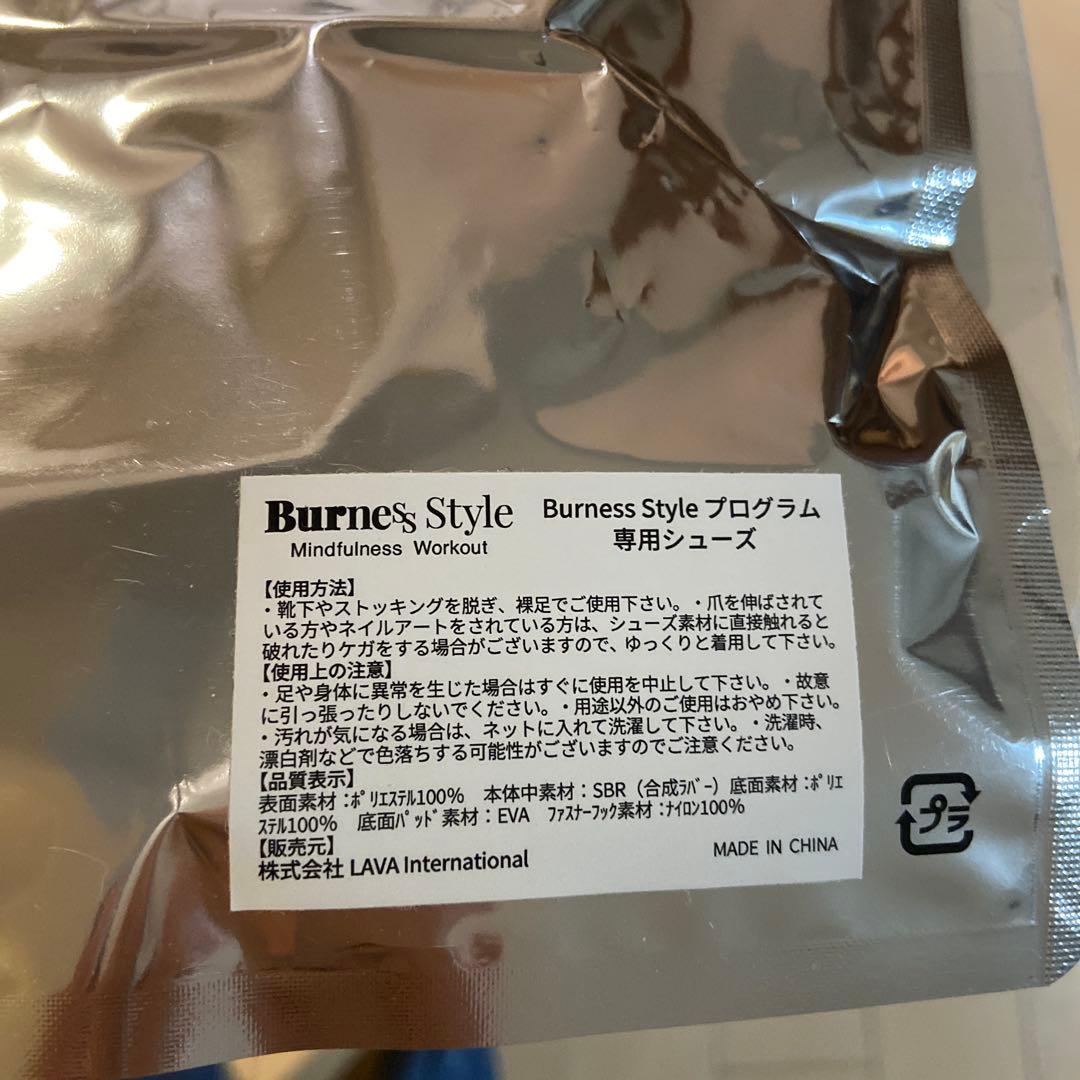 Burness Style
Mindfulness Workout
Burness Style プログラム
専用シューズ
【使用方法】
・靴下やストッキングを脱ぎ、裸足でご使用下さい。・爪を伸ばされて
いる方やネイルアートをされている方は、シューズ素材に直接触れると
破れたりケガをする場合がございますので、ゆっくりと着用して下さい。
【使用上の注意】
・足や身体に異常を生じた場合はすぐに使用を中止して下さい。・故意
に引っ張ったりしないでください。・用途以外のご使用はおやめ下さい。
・汚れが気になる場合は、ネットに入れて洗濯して下さい。・洗濯時、
漂白剤などで色落ちする可能性がございますのでご注意ください。
【品質表示】
表面素材:ﾎﾟﾘｴｽﾃﾙ100%　本体中素材:SBR（合成ﾗﾊﾞｰ）底面素材:ﾎﾟﾘｴ
ｽﾃﾙ100%　底面ﾊﾟｯﾄﾞ素材:EVA　ﾌｧｽﾅｰﾌｯｸ素材:ﾅｲﾛﾝ100%
【販売元】
株式会社 LAVA International
MADE IN CHINA
プラ